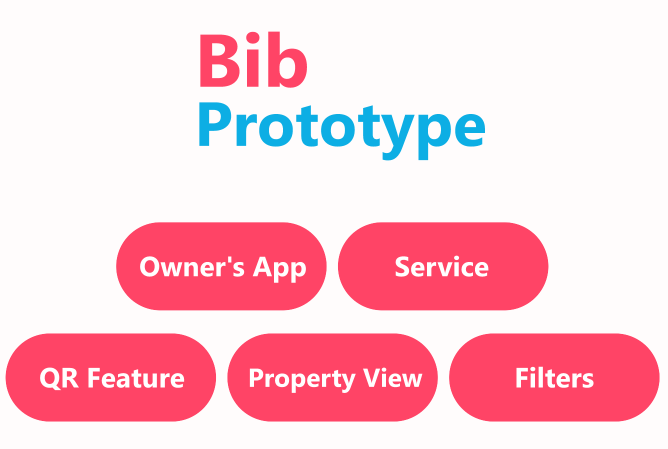 Bib
Prototype
Owner's App
Service
QR Feature
Property View
Filters